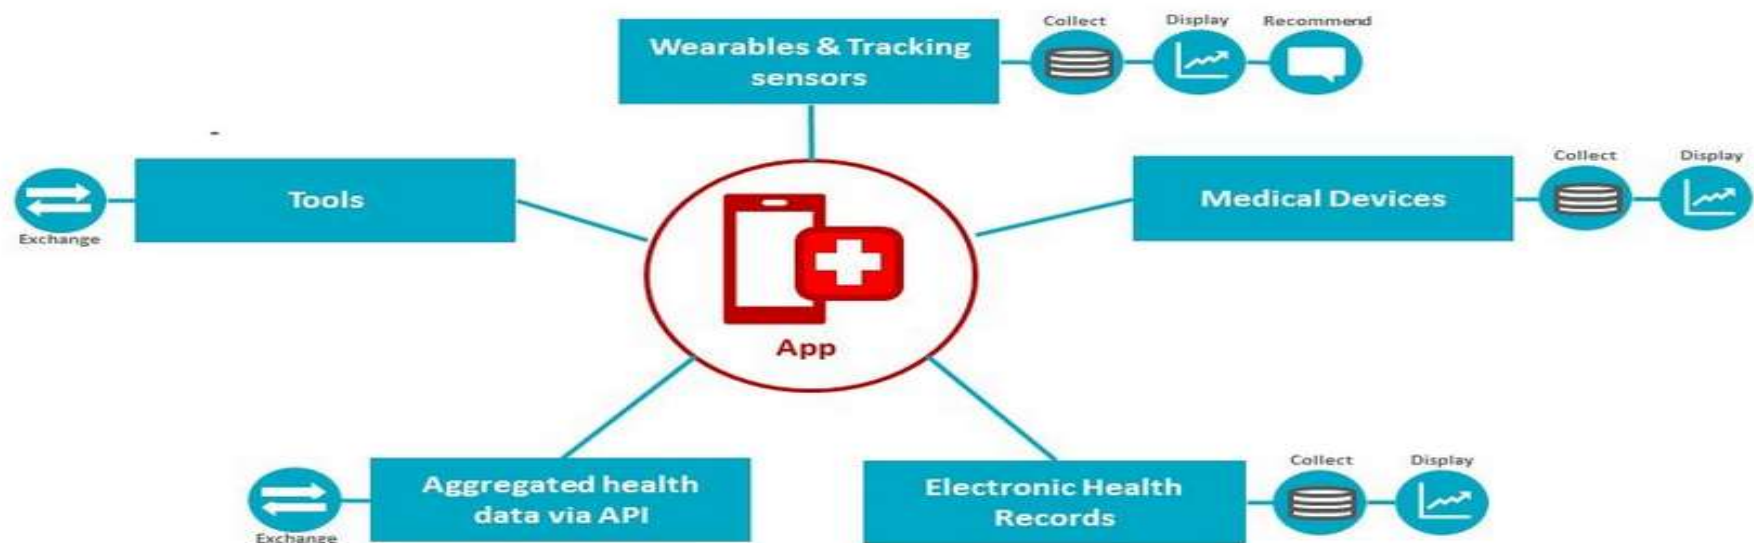 Collect
Display
Recommend
Wearables & Tracking
sensors
-
Tools
Exchange
Medical Devices
Collect
Display
App
Aggregated health
data via API
Exchange
Electronic Health
Records
Collect
Display